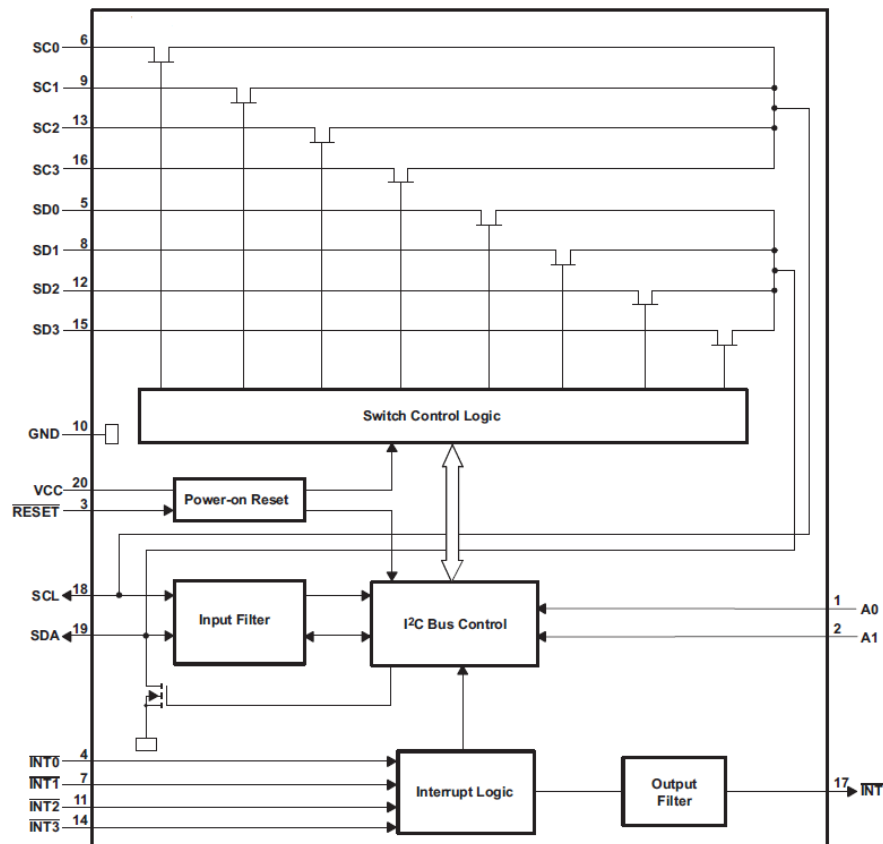 SC0 6
SC1 9
SC2 13
SC3 16
SD0 5
SD1 8
SD2 12
SD3 15
Switch Control Logic
GND 10
VCC 20
RESET 3
Power-on Reset
SCL 18
SDA 19
Input Filter
I²C Bus Control
1 A0
2 A1
INT0 4
INT1 7
INT2 11
INT3 14
Interrupt Logic
Output
Filter
17 INT